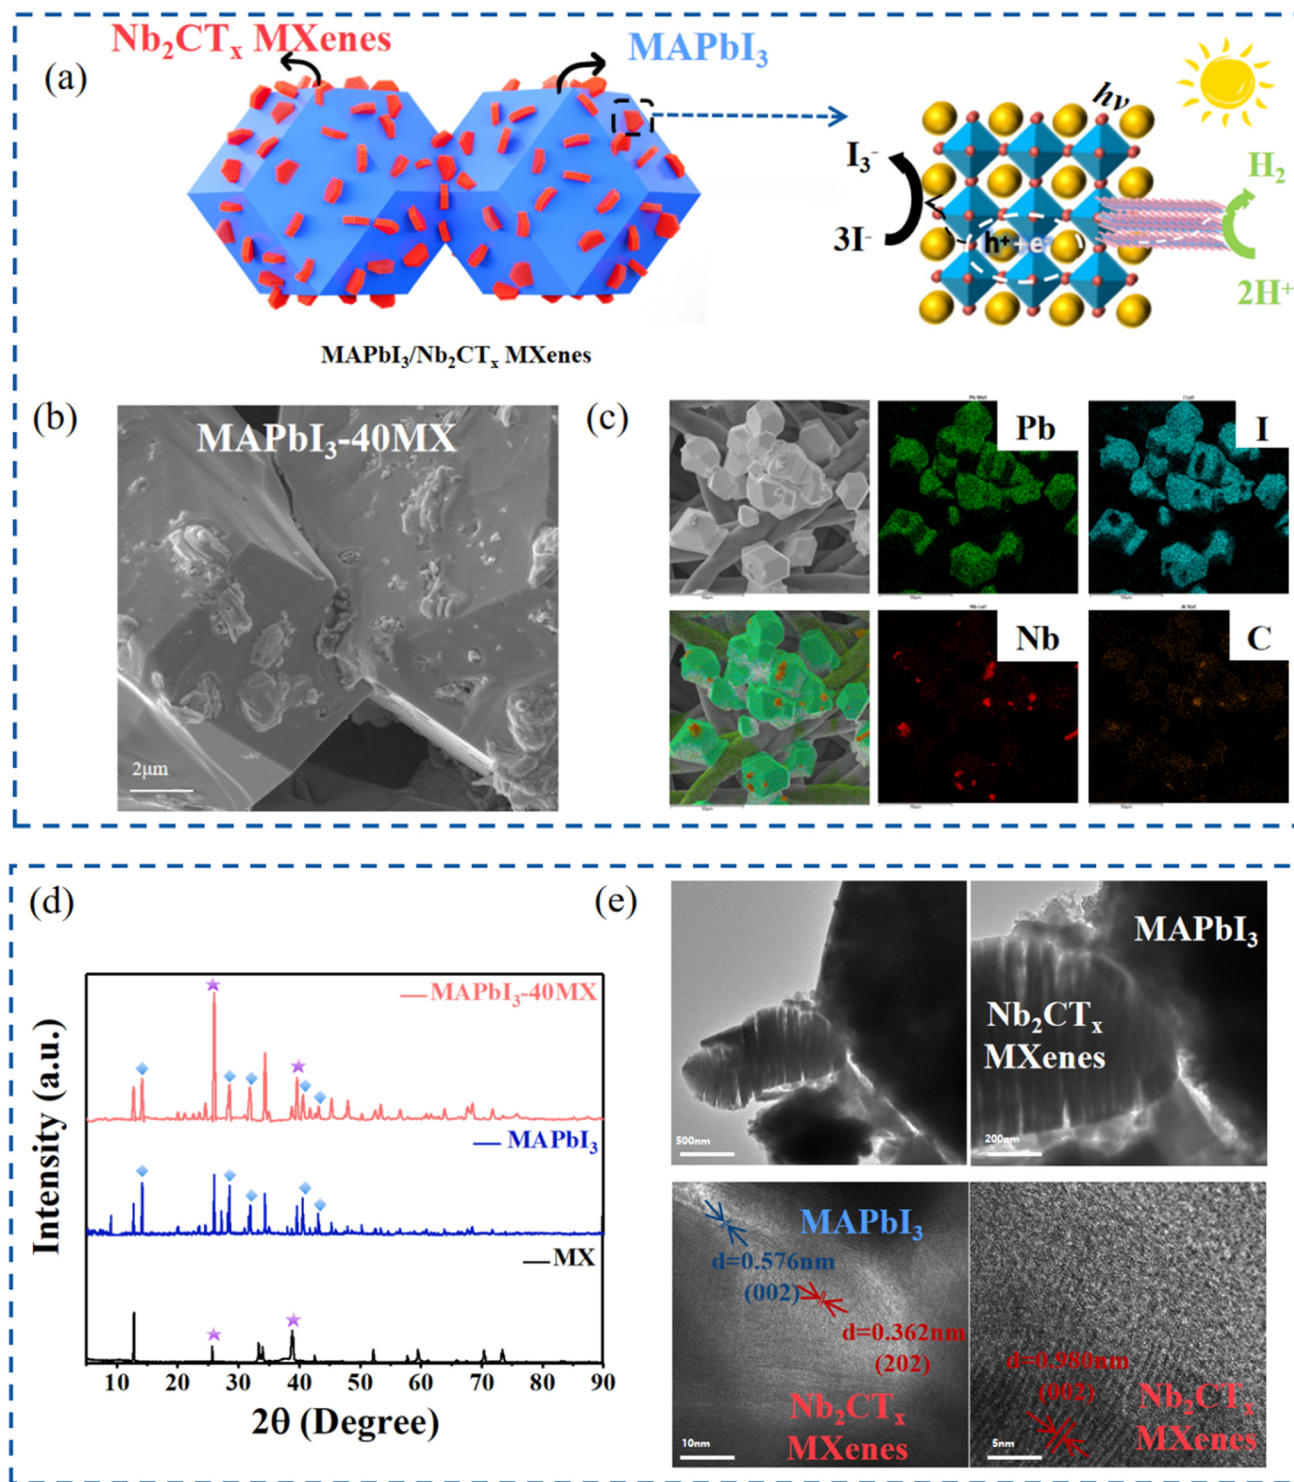 (a)
Nb₂CTₓ MXenes
MAPbI₃
hν
I₃⁻
3I⁻
h⁺
e⁻
H₂
2H⁺
MAPbI₃/Nb₂CTₓ MXenes
(b)
MAPbI₃-40MX
2μm
(c)
Pb
I
Nb
C
(d)
MAPbI₃-40MX
MAPbI₃
MX
Intensity (a.u.)
10 20 30 40 50 60 70 80 90
2θ (Degree)
(e)
500nm
MAPbI₃
Nb₂CTₓ
MXenes
200nm
MAPbI₃
d=0.576nm
(002)
d=0.362nm
(202)
Nb₂CTₓ
MXenes
10nm
d=0.980nm
(002)
Nb₂CTₓ
MXenes
5nm